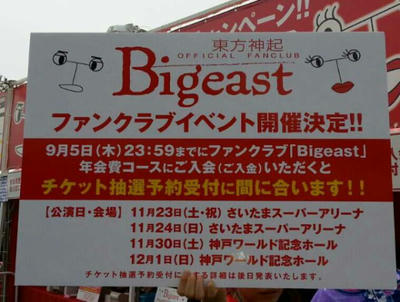 東方神起
OFFICIAL FANCLUB
Bigeast
ファンクラブイベント開催決定!!
9月5日(木)23:59までにファンクラブ「Bigeast」
年会費コースにご入会(ご入金)いただくと
チケット抽選予約受付に間に合います!!
【公演日・会場】 11月23日(土・祝) さいたまスーパーアリーナ
11月24日(日) さいたまスーパーアリーナ
11月30日(土) 神戸ワールド記念ホール
12月1日(日) 神戸ワールド記念ホール
チケット抽選予約受付に関する詳細は後日発表いたします。
Bigeast